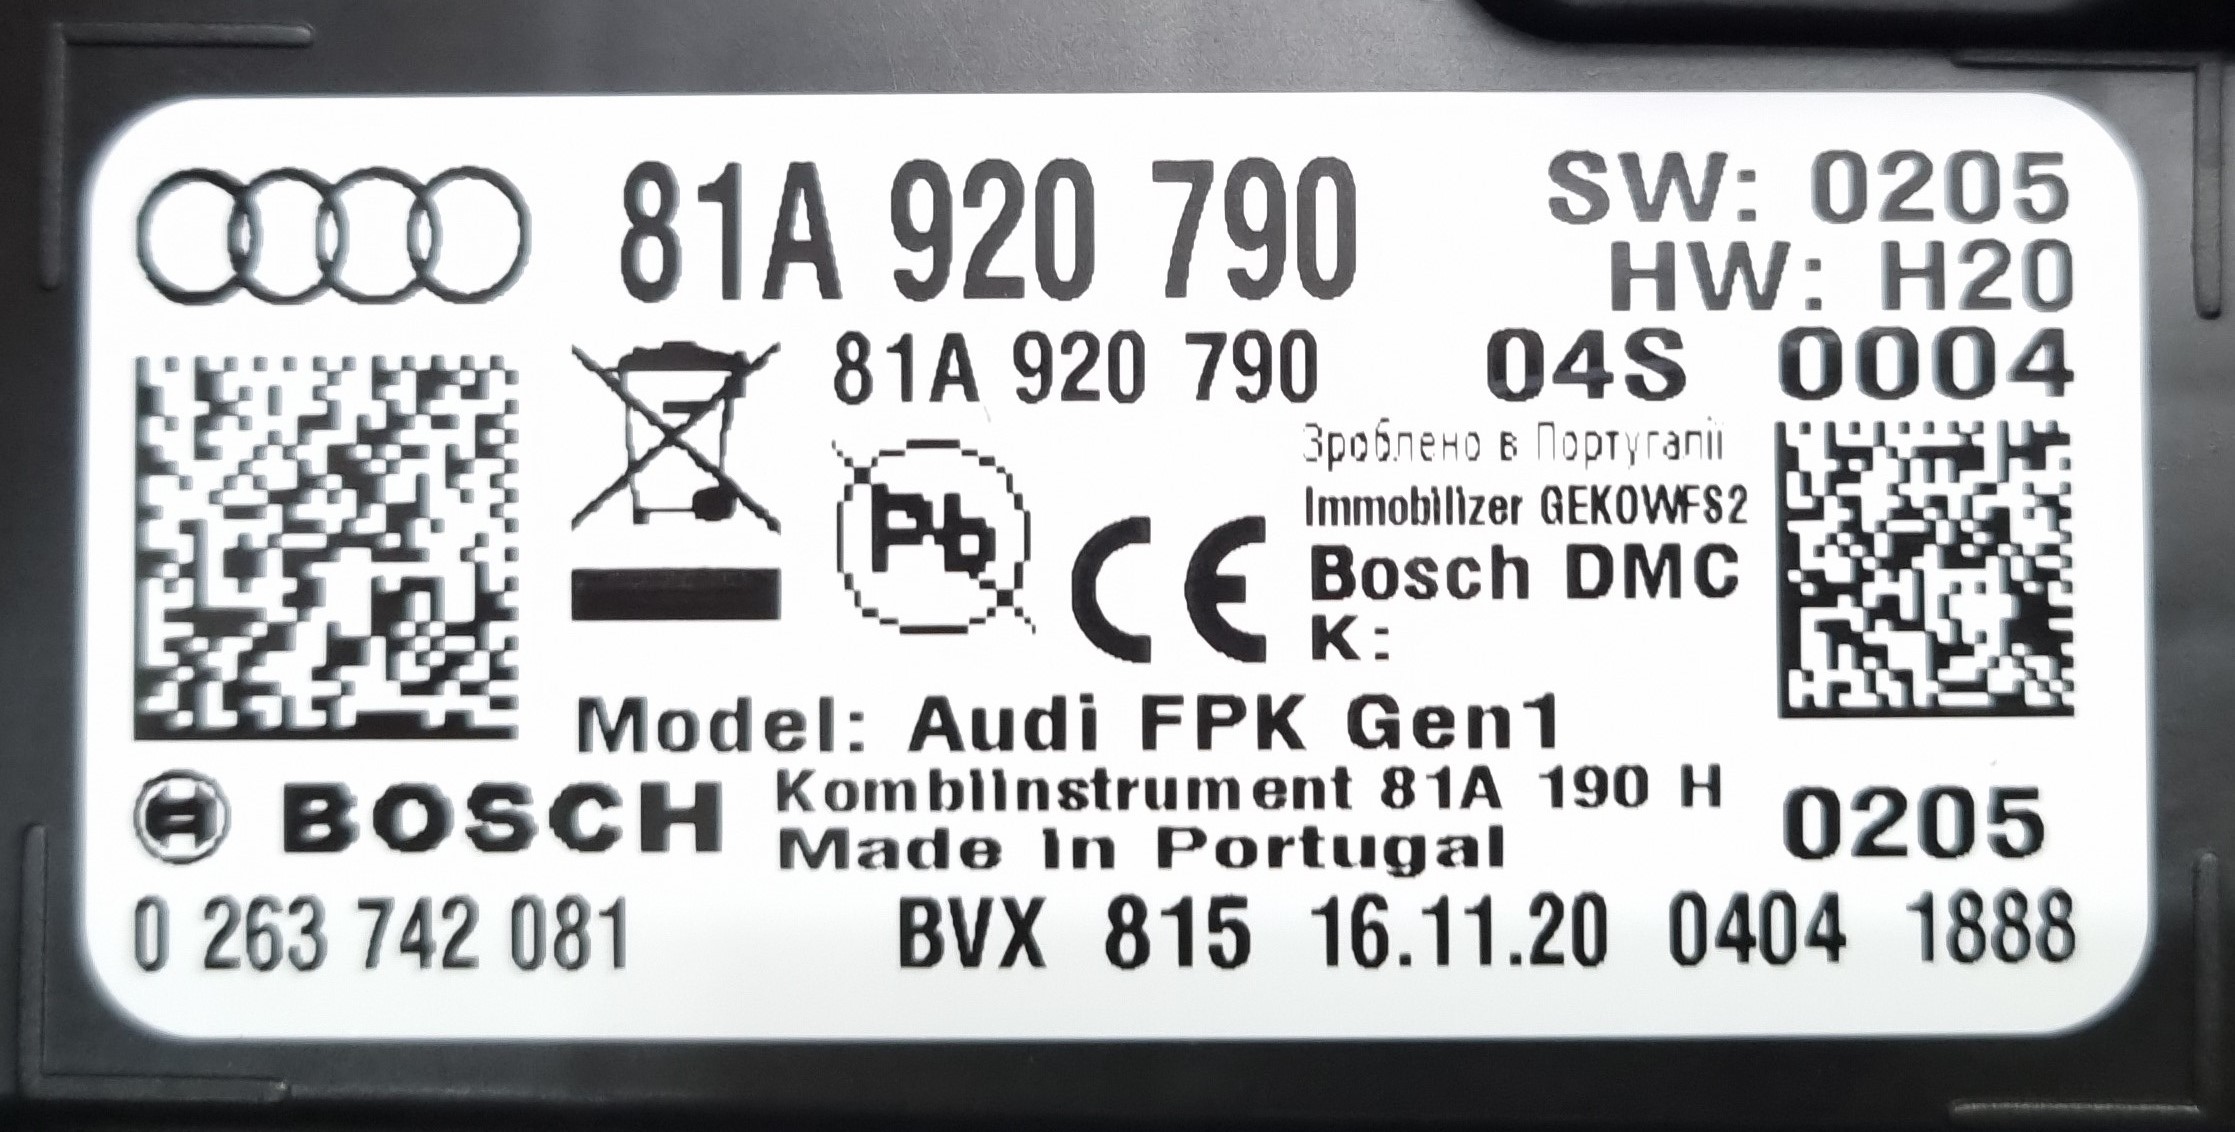 81A 920 790
SW: 0205
HW: H20
81A 920 790 04S 0004
Зроблено в Португалії
Immobilizer GEKOWFS2
Pb
CE
Bosch DMC
K:
Model: Audi FPK Gen1
BOSCH
Kombiinstrument 81A 190 H
Made in Portugal
0205
0 263 742 081
BVX 815 16.11.20 0404 1888